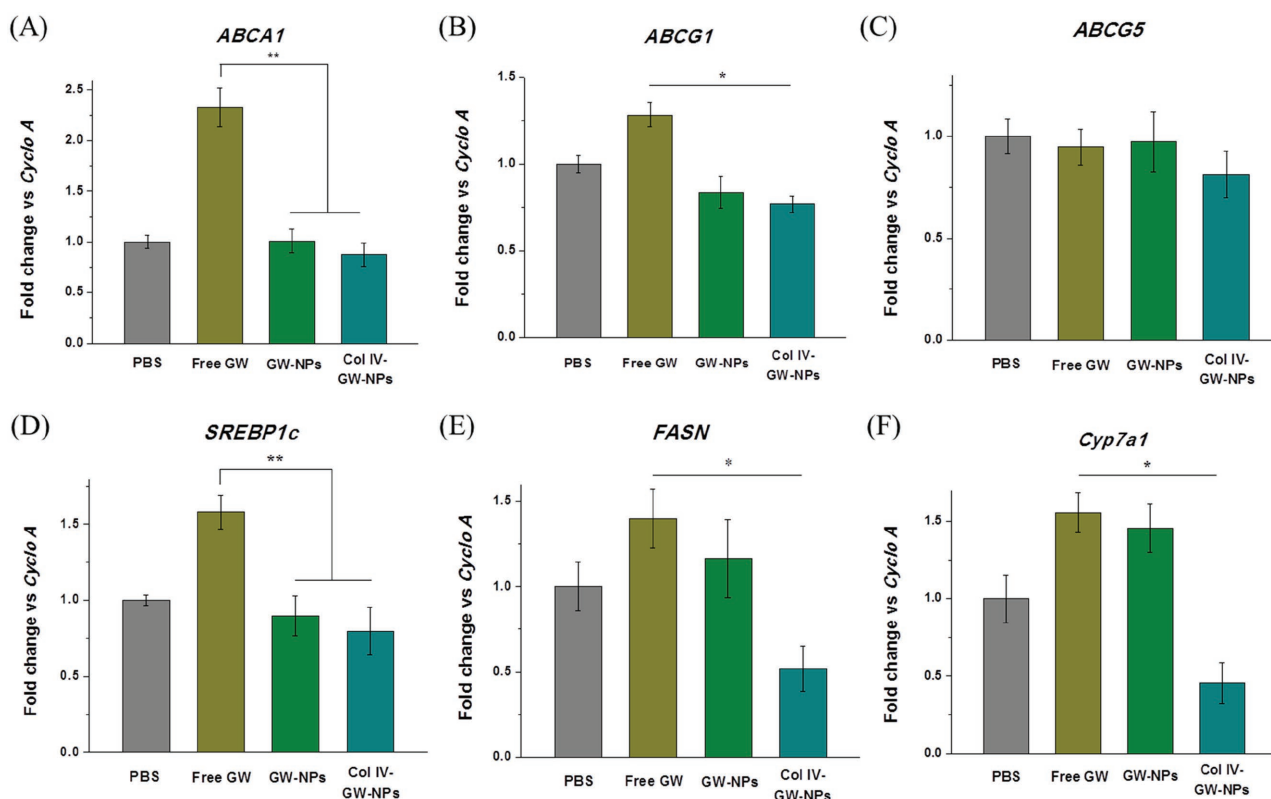 (A)
ABCA1
**
Fold change vs Cyclo A
2.5
2.0
1.5
1.0
0.5
0.0
PBS
Free GW
GW-NPs
Col IV-
GW-NPs
(B)
ABCG1
*
Fold change vs Cyclo A
1.5
1.0
0.5
0.0
PBS
Free GW
GW-NPs
Col IV-
GW-NPs
(C)
ABCG5
Fold change vs Cyclo A
1.0
0.5
0.0
PBS
Free GW
GW-NPs
Col IV-
GW-NPs
(D)
SREBP1c
**
Fold change vs Cyclo A
1.5
1.0
0.5
0.0
PBS
Free GW
GW-NPs
Col IV-
GW-NPs
(E)
FASN
*
Fold change vs Cyclo A
1.5
1.0
0.5
0.0
PBS
Free GW
GW-NPs
Col IV-
GW-NPs
(F)
Cyp7a1
*
Fold change vs Cyclo A
1.5
1.0
0.5
0.0
PBS
Free GW
GW-NPs
Col IV-
GW-NPs